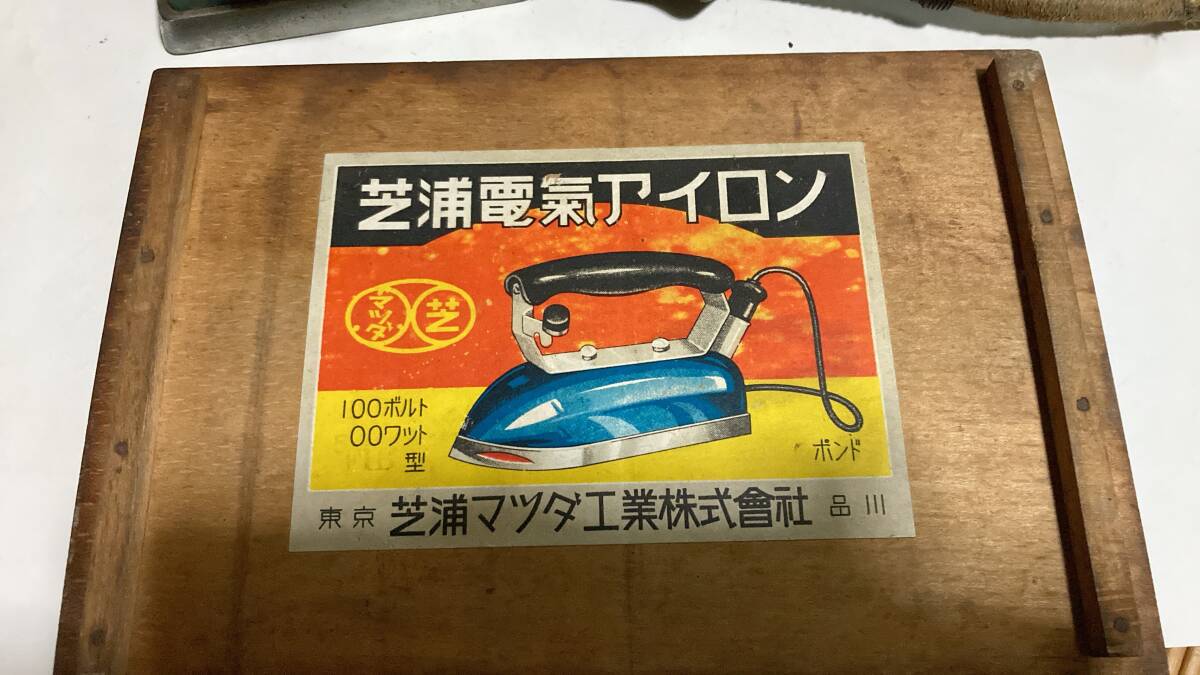 芝浦電氣アイロン
マツダ 芝
100ボルト
00ワット
型
ポンド
東京 芝浦マツダ工業株式會社 品川